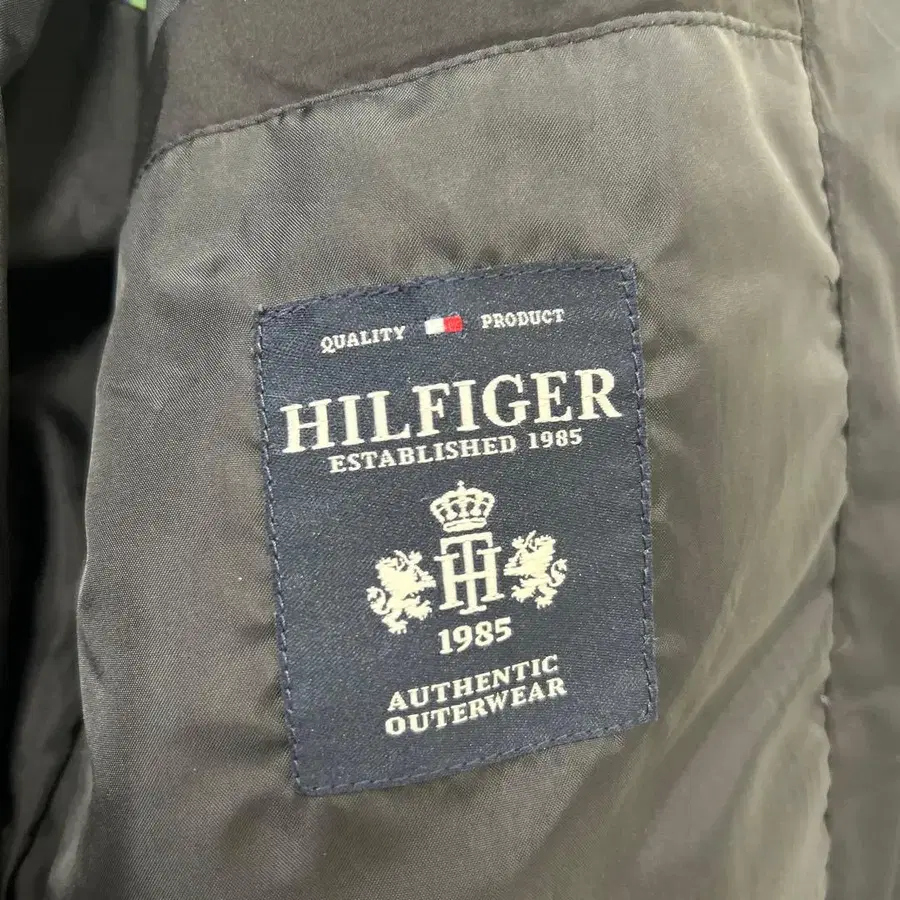 QUALITY PRODUCT
HILFIGER
ESTABLISHED 1985
TH
1985
AUTHENTIC
OUTERWEAR